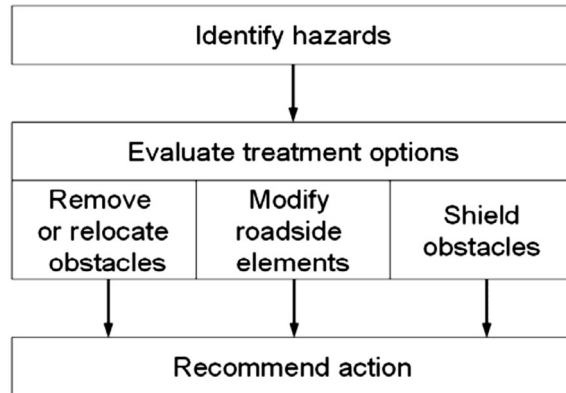 Identify hazards
Evaluate treatment options
Remove
or relocate
obstacles
Modify
roadside
elements
Shield
obstacles
Recommend action